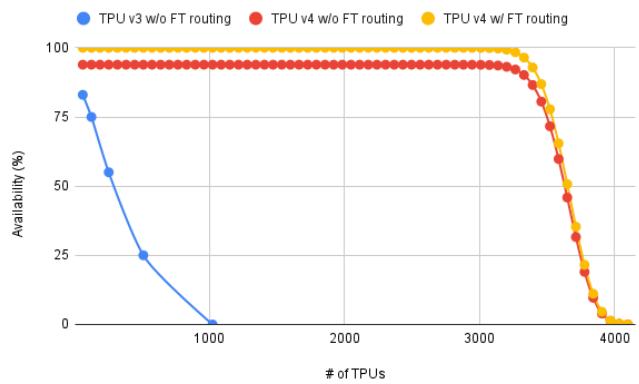 TPU v3 w/o FT routing TPU v4 w/o FT routing TPU v4 w/ FT routing
100
75
50
25
0
Availability (%)
1000 2000 3000 4000
# of TPUs